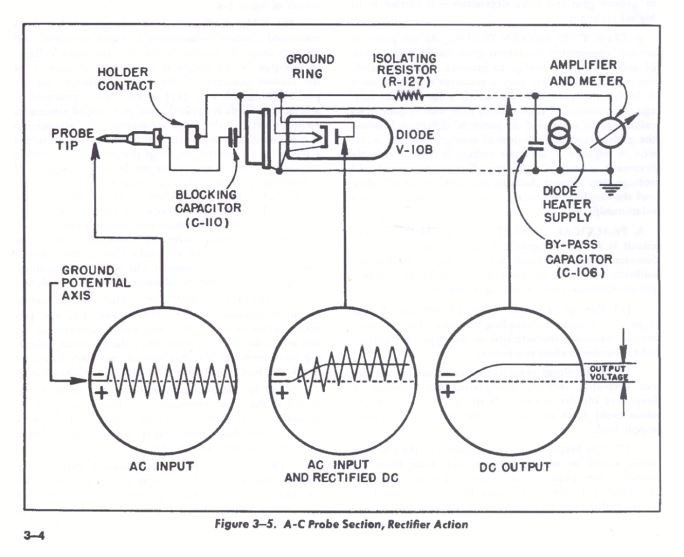 HOLDER
CONTACT
GROUND
RING
ISOLATING
RESISTOR
(R-127)
AMPLIFIER
AND METER
PROBE
TIP
DIODE
V-10B
BLOCKING
CAPACITOR
(C-110)
DIODE
HEATER
SUPPLY
BY-PASS
CAPACITOR
(C-106)
GROUND
POTENTIAL
AXIS
−
+
−
+
−
+
OUTPUT
VOLTAGE
AC INPUT
AC INPUT
AND RECTIFIED DC
DC OUTPUT
Figure 3–5. A-C Probe Section, Rectifier Action
3–4